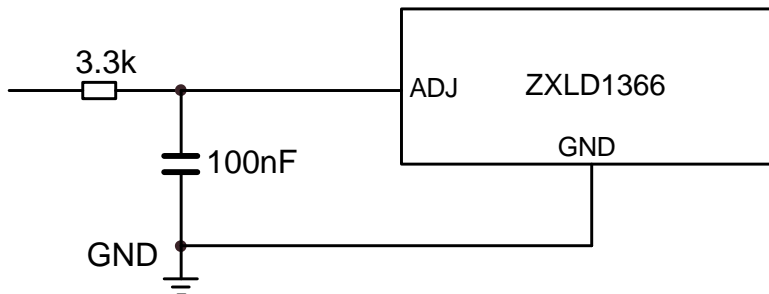 3.3k
ADJ
ZXLD1366
GND
100nF
GND